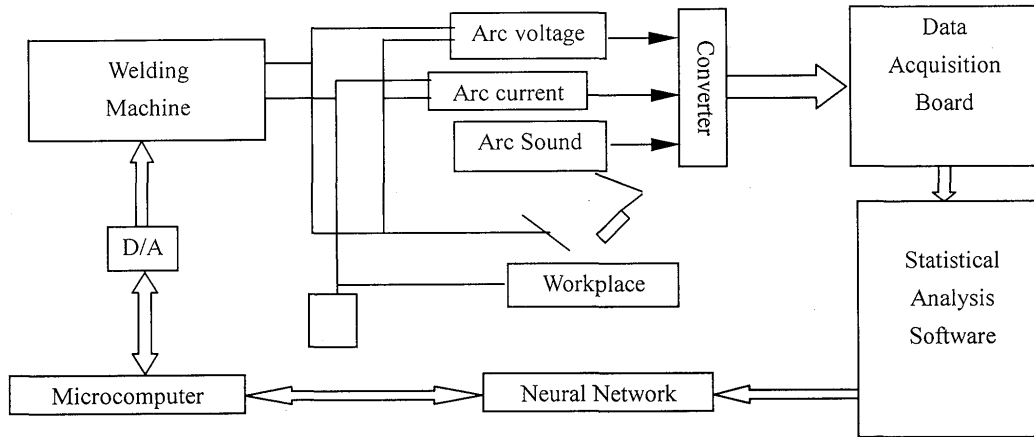 Welding
Machine
Arc voltage
Arc current
Arc Sound
Converter
Data
Acquisition
Board
D/A
Workplace
Statistical
Analysis
Software
Microcomputer
Neural Network